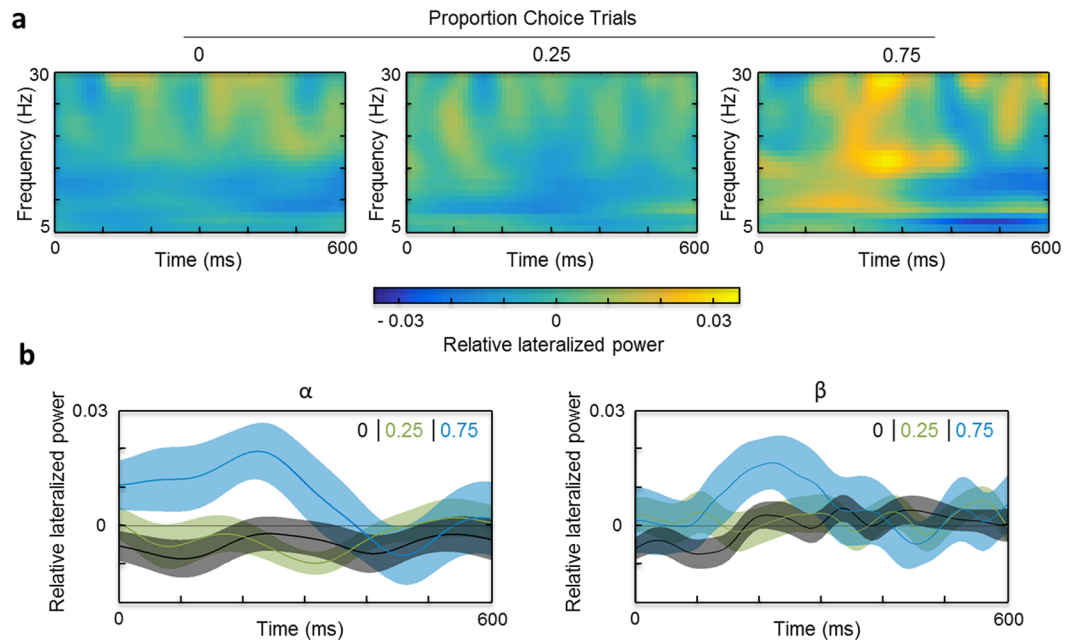 a
Proportion Choice Trials
0 0.25 0.75
30 30 30
Frequency (Hz) Frequency (Hz) Frequency (Hz)
5 5 5
0 600 0 600 0 600
Time (ms) Time (ms) Time (ms)
- 0.03 0 0.03
Relative lateralized power
b
α β
0.03 0.03
0 | 0.25 | 0.75 0 | 0.25 | 0.75
Relative lateralized power Relative lateralized power
0 0
0 600 0 600
Time (ms) Time (ms)